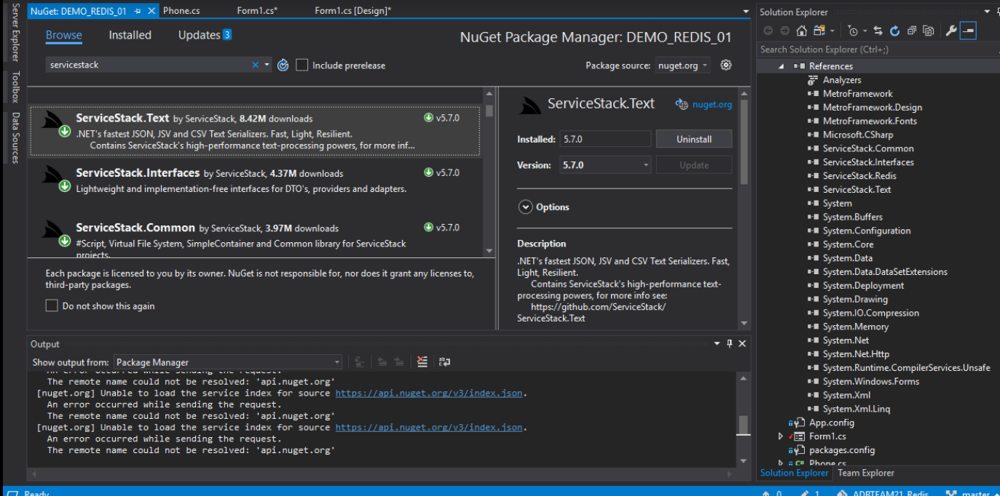 NuGet: DEMO_REDIS_01
Phone.cs
Form1.cs*
Form1.cs [Design]*
Server Explorer
Toolbox
Data Sources
Browse
Installed
Updates 3
NuGet Package Manager: DEMO_REDIS_01
servicestack
Include prerelease
Package source: nuget.org
ServiceStack.Text by ServiceStack, 8.42M downloads
v5.7.0
.NET's fastest JSON, JSV and CSV Text Serializers. Fast, Light, Resilient.
Contains ServiceStack's high-performance text-processing powers, for more inf...
ServiceStack.Interfaces by ServiceStack, 4.37M downloads
v5.7.0
Lightweight and implementation-free interfaces for DTO's, providers and adapters.
ServiceStack.Common by ServiceStack, 3.97M downloads
v5.7.0
#Script, Virtual File System, SimpleContainer and Common library for ServiceStack
projects.
Each package is licensed to you by its owner. NuGet is not responsible for, nor does it grant any licenses to,
third-party packages.
Do not show this again
ServiceStack.Text
nuget.org
Installed: 5.7.0
Uninstall
Version: 5.7.0
Update
Options
Description
.NET's fastest JSON, JSV and CSV Text Serializers. Fast,
Light, Resilient.
Contains ServiceStack's high-performance text-
processing powers, for more info see:
https://github.com/ServiceStack/
ServiceStack.Text
Output
Show output from: Package Manager
An error occurred while sending the request.
The remote name could not be resolved: 'api.nuget.org'
[nuget.org] Unable to load the service index for source https://api.nuget.org/v3/index.json.
An error occurred while sending the request.
The remote name could not be resolved: 'api.nuget.org'
[nuget.org] Unable to load the service index for source https://api.nuget.org/v3/index.json.
An error occurred while sending the request.
The remote name could not be resolved: 'api.nuget.org'
Solution Explorer
Search Solution Explorer (Ctrl+;)
References
Analyzers
MetroFramework
MetroFramework.Design
MetroFramework.Fonts
Microsoft.CSharp
ServiceStack.Common
ServiceStack.Interfaces
ServiceStack.Redis
ServiceStack.Text
System
System.Buffers
System.Configuration
System.Core
System.Data
System.Data.DataSetExtensions
System.Deployment
System.Drawing
System.IO.Compression
System.Memory
System.Net
System.Net.Http
System.Runtime.CompilerServices.Unsafe
System.Windows.Forms
System.Xml
System.Xml.Linq
App.config
Form1.cs
packages.config
C# Phone.cs
Solution Explorer
Team Explorer
Ready
0
1
ADBTEAM21_Redis
master